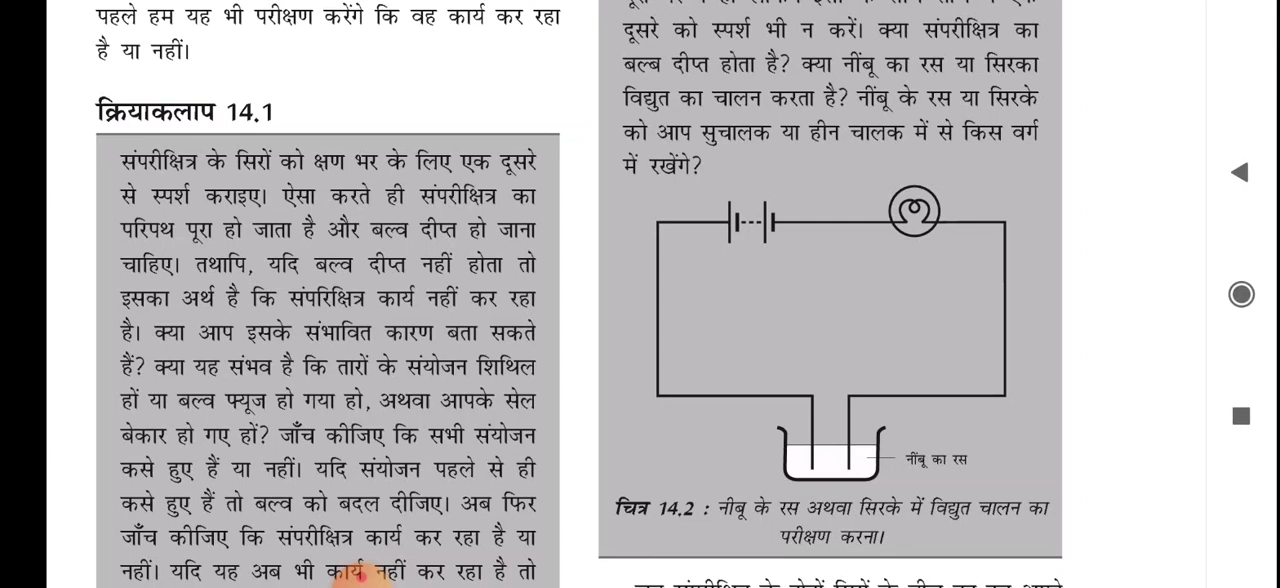 पहले हम यह भी परीक्षण करेंगे कि वह कार्य कर रहा
है या नहीं।
क्रियाकलाप 14.1
संपरीक्षित्र के सिरों को क्षण भर के लिए एक दूसरे
से स्पर्श कराइए। ऐसा करते ही संपरीक्षित्र का
परिपथ पूरा हो जाता है और बल्व दीप्त हो जाना
चाहिए। तथापि, यदि बल्व दीप्त नहीं होता तो
इसका अर्थ है कि संपरिक्षित्र कार्य नहीं कर रहा
है। क्या आप इसके संभावित कारण बता सकते
हैं? क्या यह संभव है कि तारों के संयोजन शिथिल
हों या बल्व फ्यूज हो गया हो, अथवा आपके सेल
बेकार हो गए हों? जाँच कीजिए कि सभी संयोजन
कसे हुए हैं या नहीं। यदि संयोजन पहले से ही
कसे हुए हैं तो बल्व को बदल दीजिए। अब फिर
जाँच कीजिए कि संपरीक्षित्र कार्य कर रहा है या
नहीं। यदि यह अब भी कार्य नहीं कर रहा है तो
दूसरे को स्पर्श भी न करें। क्या संपरीक्षित्र का
बल्ब दीप्त होता है? क्या नींबू का रस या सिरका
विद्युत का चालन करता है? नींबू के रस या सिरके
को आप सुचालक या हीन चालक में से किस वर्ग
में रखेंगे?
नींबू का रस
चित्र 14.2 : नीबू के रस अथवा सिरके में विद्युत चालन का
परीक्षण करना।